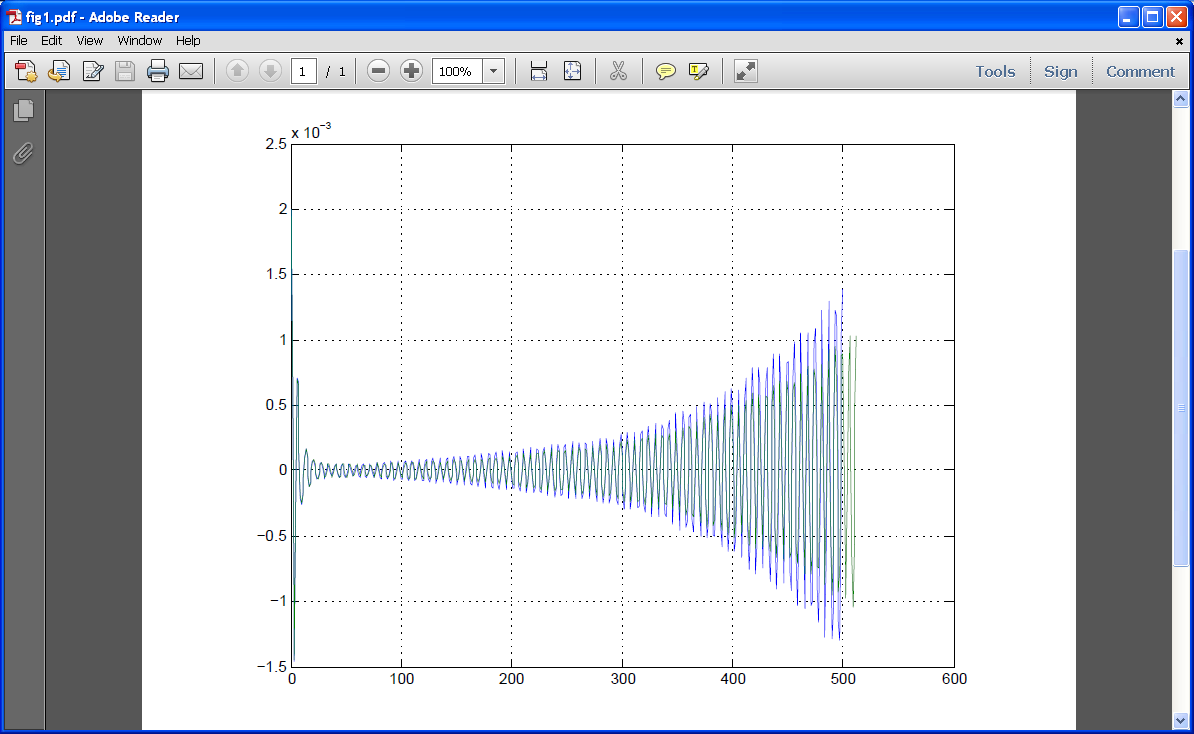 fig1.pdf - Adobe Reader
File Edit View Window Help
1 / 1 100% Tools Sign Comment
x 10−3
2.5
2
1.5
1
0.5
0
−0.5
−1
−1.5
0 100 200 300 400 500 600